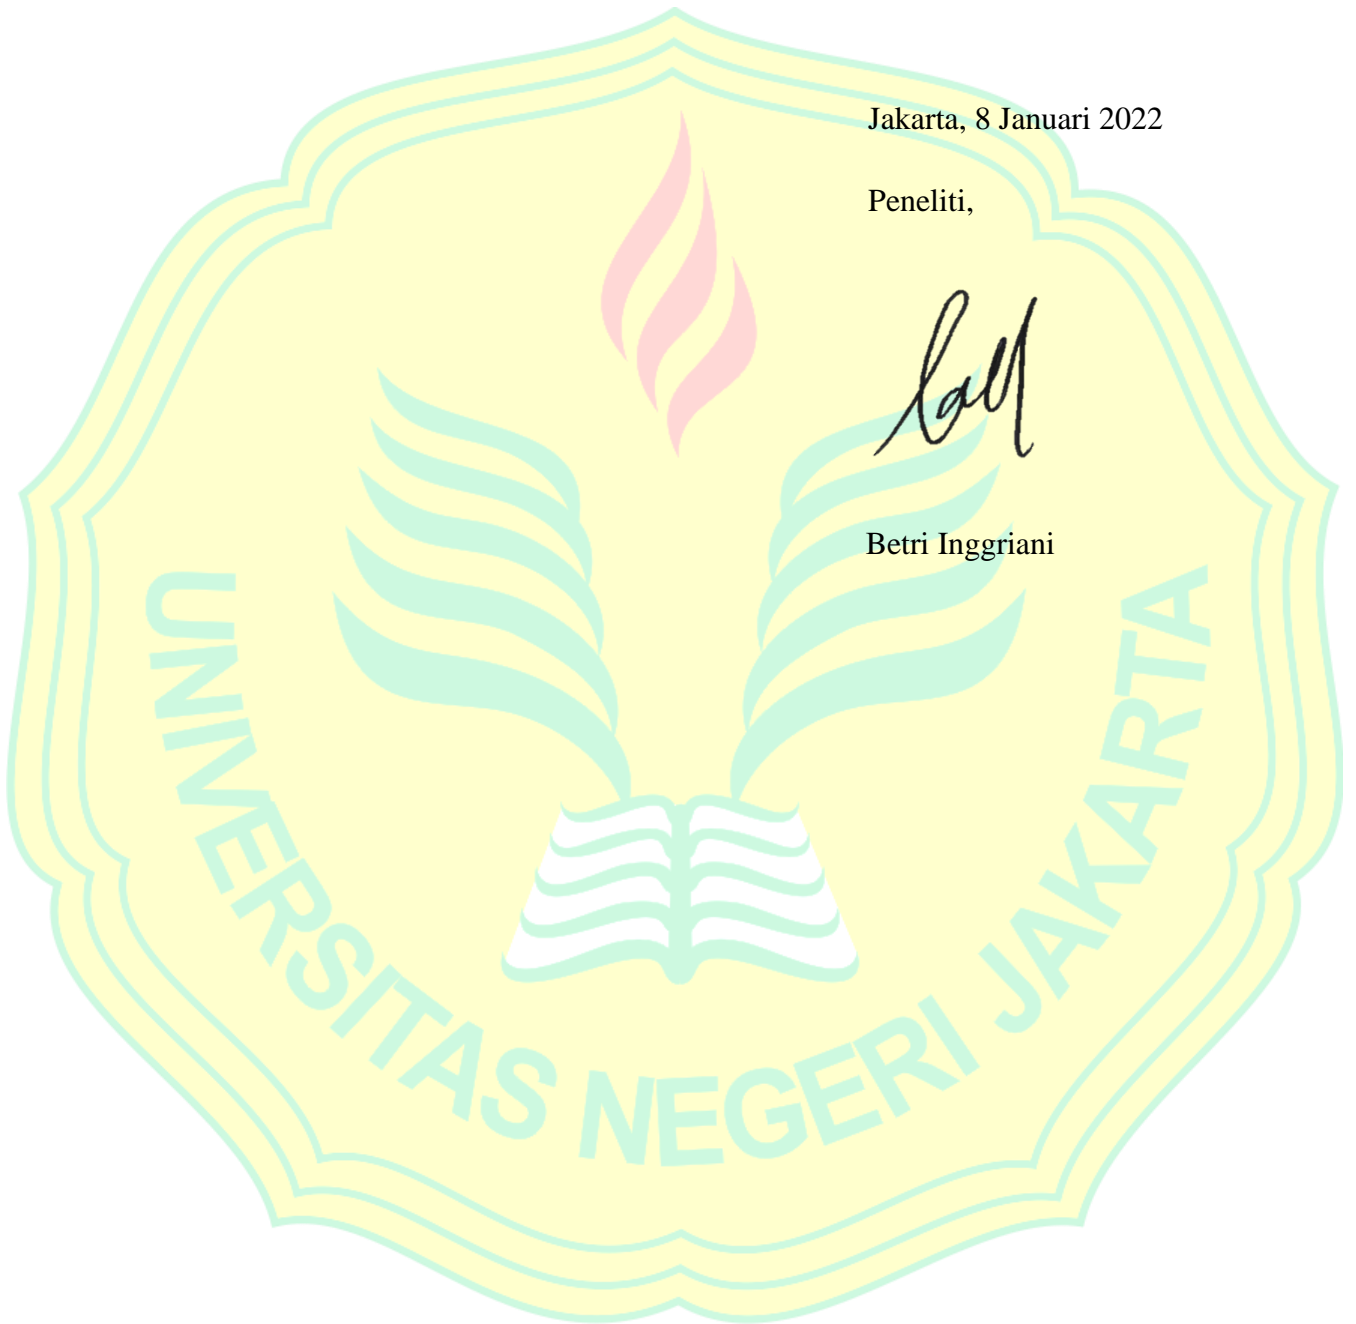 Jakarta, 8 Januari 2022
Peneliti,
Betri Inggriani
UNIVERSITAS NEGERI JAKARTA